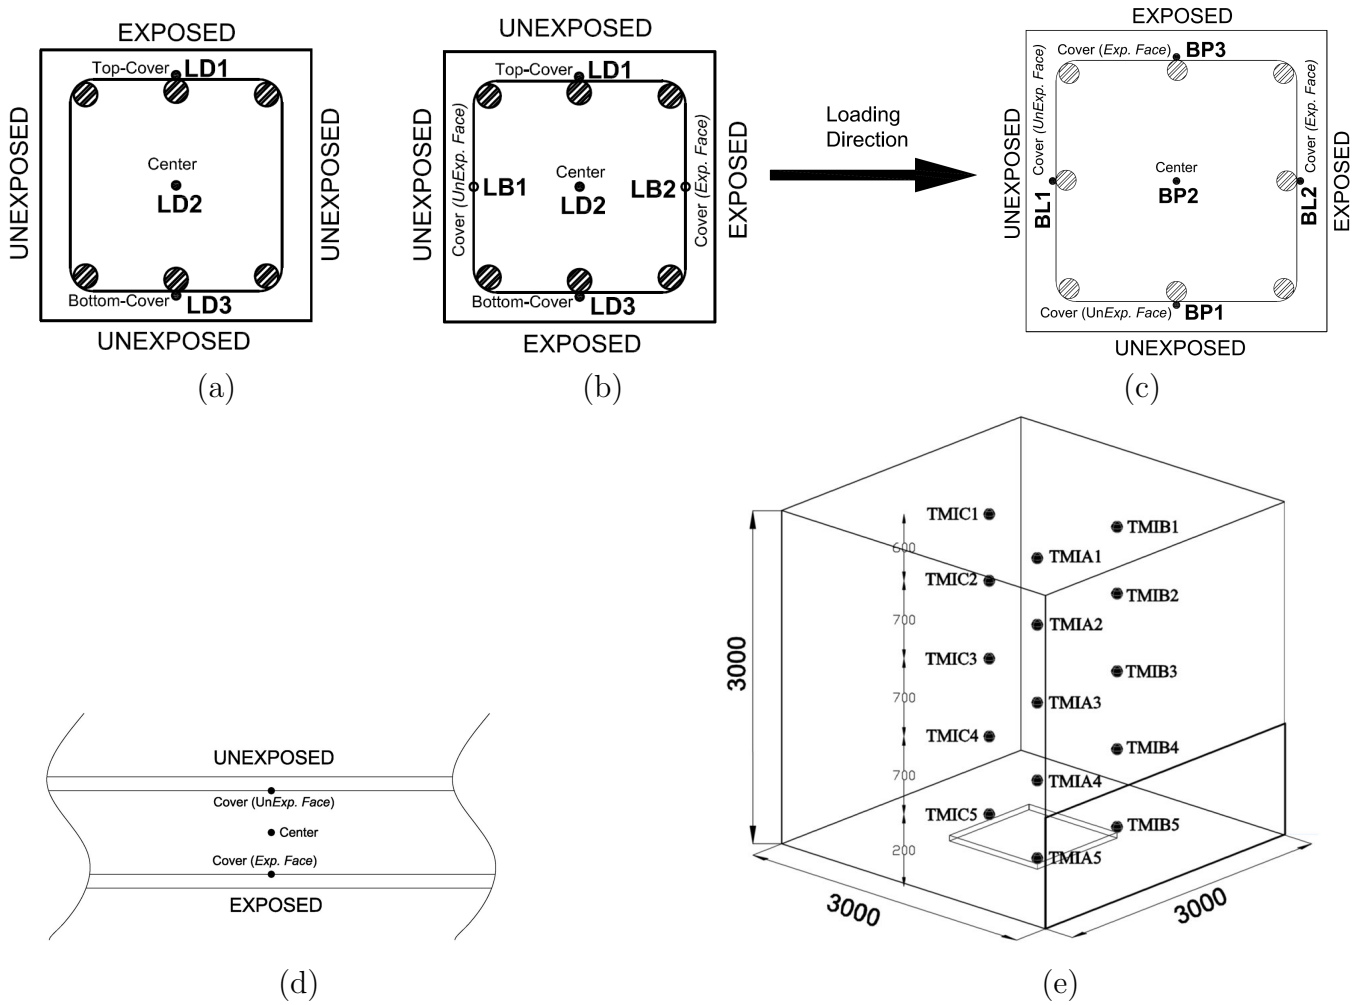 EXPOSED
Top-Cover LD1
UNEXPOSED
Center
LD2
UNEXPOSED
Bottom-Cover LD3
UNEXPOSED
(a)
UNEXPOSED
Top-Cover LD1
UNEXPOSED
Cover (UnExp. Face)
LB1
Center
LD2
LB2
Cover (Exp. Face)
EXPOSED
Bottom-Cover LD3
EXPOSED
(b)
Loading
Direction
EXPOSED
Cover (Exp. Face) BP3
UNEXPOSED
Cover (UnExp. Face)
BL1
Center
BP2
Cover (Exp. Face)
BL2
EXPOSED
Cover (UnExp. Face) BP1
UNEXPOSED
(c)
UNEXPOSED
Cover (UnExp. Face)
Center
Cover (Exp. Face)
EXPOSED
(d)
TMIC1
TMIB1
600
TMIA1
TMIC2
TMIB2
700
TMIA2
TMIC3
TMIB3
3000
700
TMIA3
TMIC4
TMIB4
700
TMIA4
TMIC5
TMIB5
200
TMIA5
3000
3000
(e)